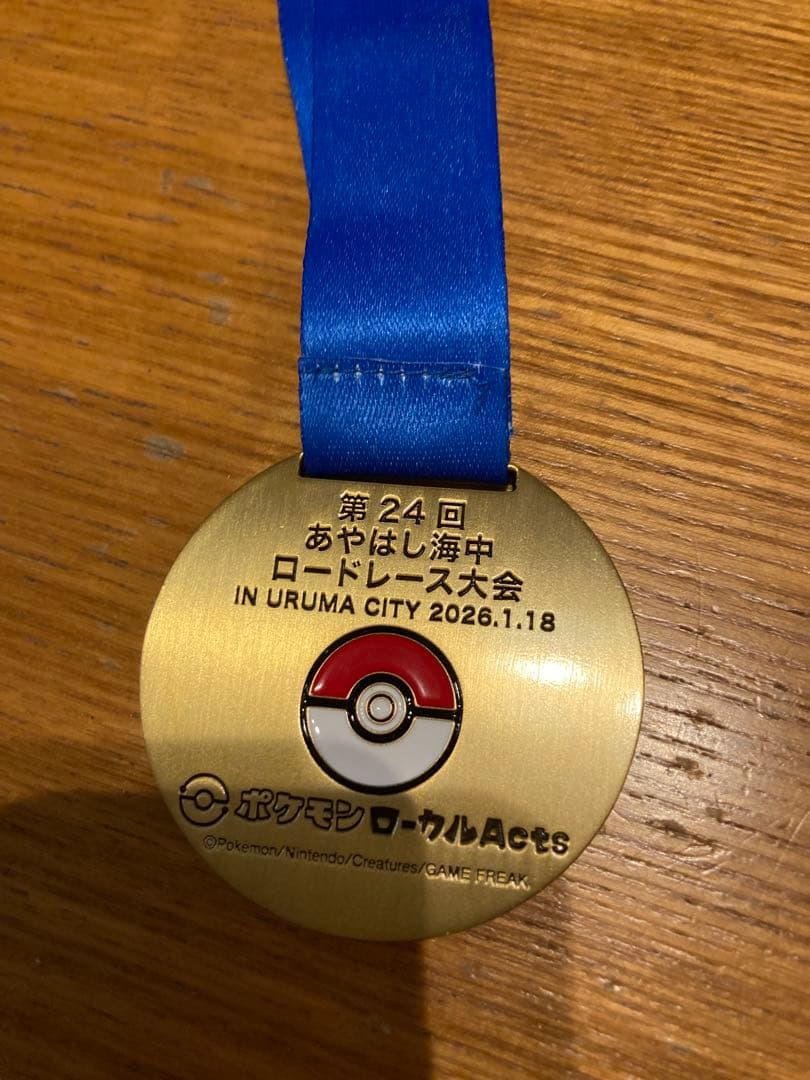 第24回
あやはし海中
ロードレース大会
IN URUMA CITY 2026.1.18
ポケモンローカルActs
©Pokemon/Nintendo/Creatures/GAME FREAK.